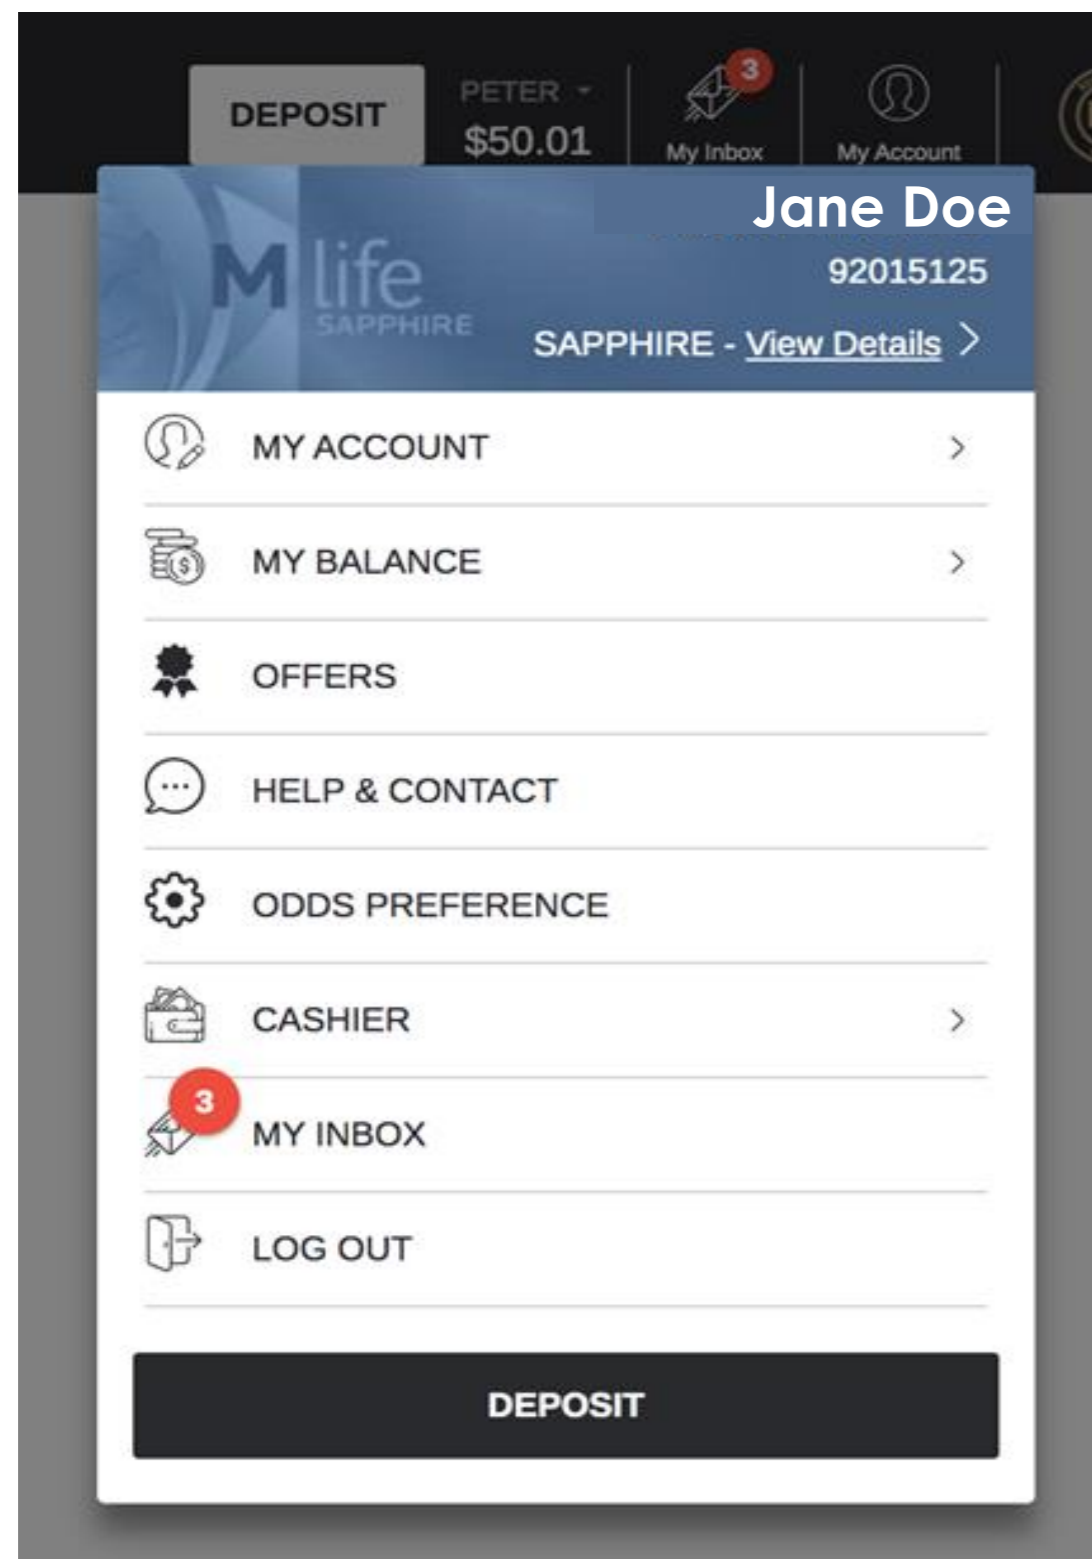 DEPOSIT
PETER
$50.01
3
My Inbox
My Account
Jane Doe
92015125
M life
SAPPHIRE
SAPPHIRE - View Details
MY ACCOUNT
MY BALANCE
OFFERS
HELP & CONTACT
ODDS PREFERENCE
CASHIER
3
MY INBOX
LOG OUT
DEPOSIT